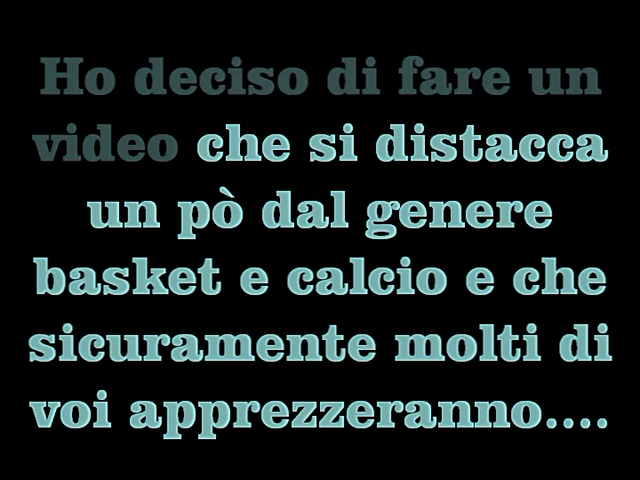 Ho deciso di fare un
video che si distacca
un pò dal genere
basket e calcio e che
sicuramente molti di
voi apprezzeranno....